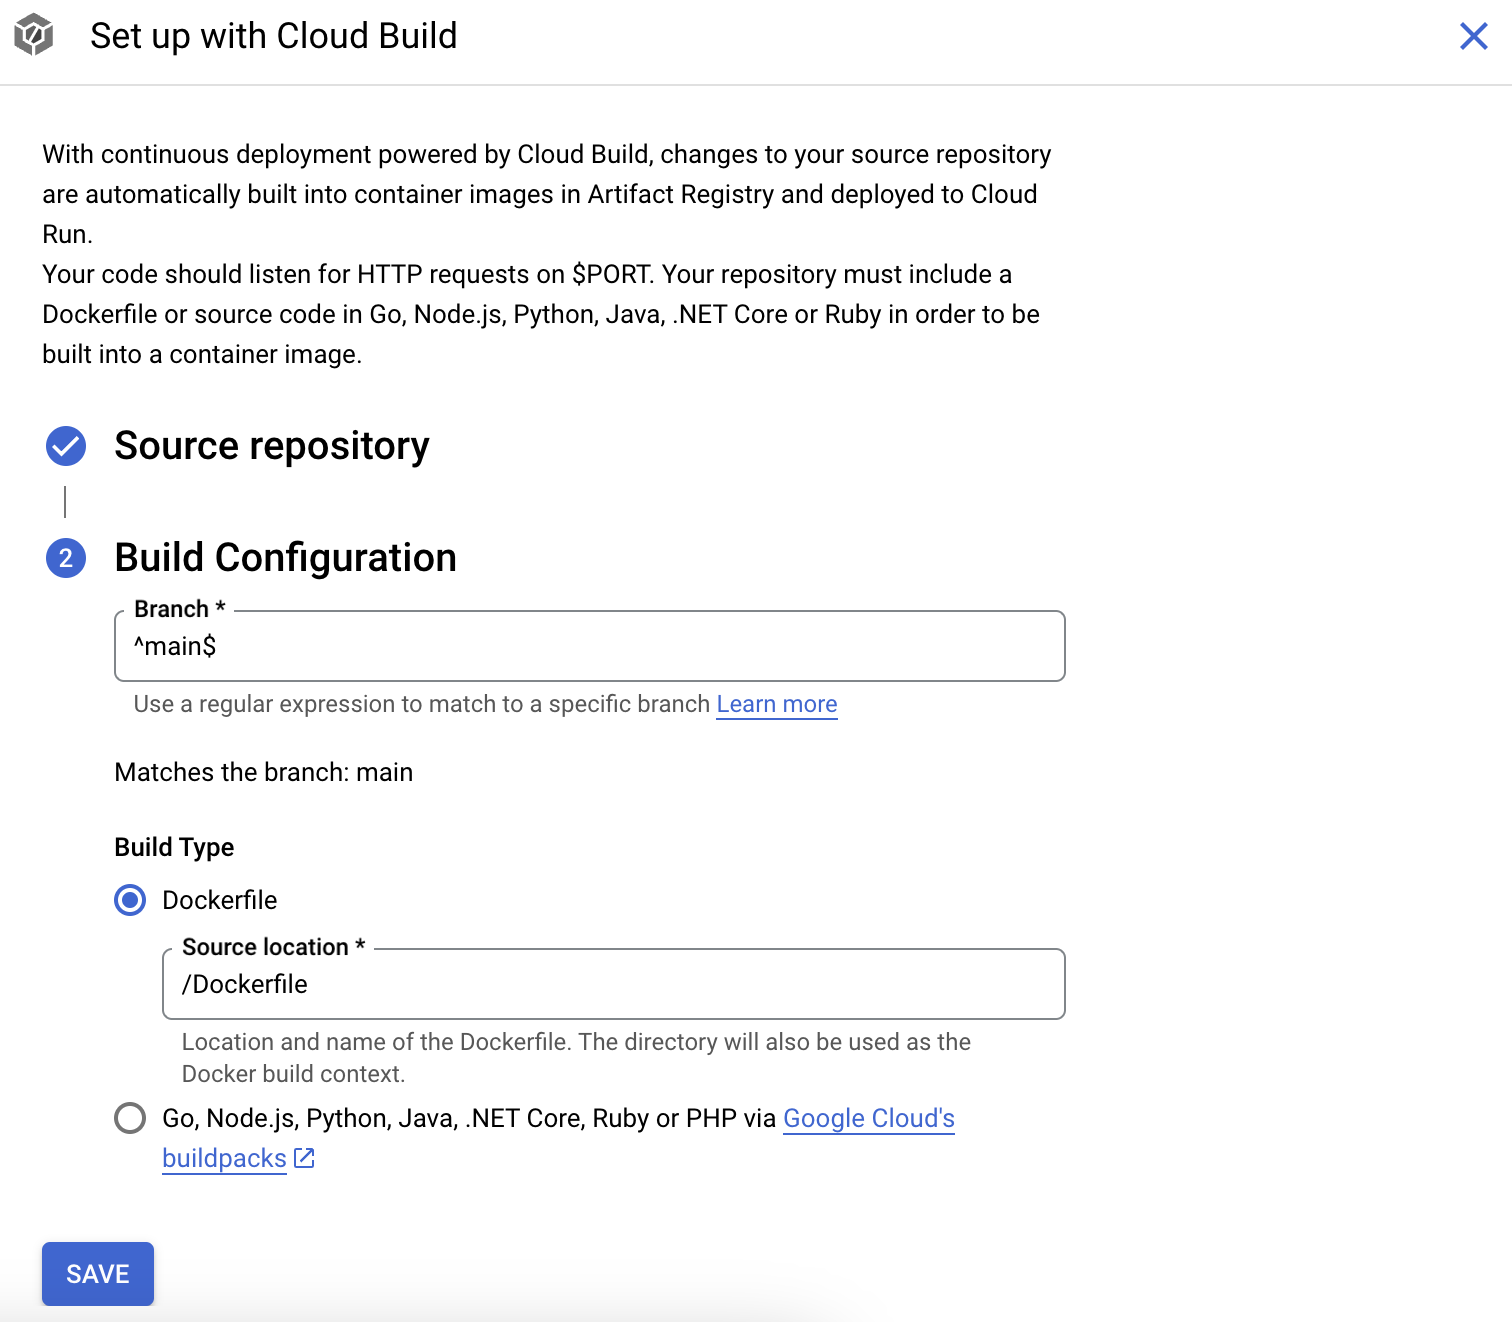 Set up with Cloud Build
With continuous deployment powered by Cloud Build, changes to your source repository
are automatically built into container images in Artifact Registry and deployed to Cloud
Run.
Your code should listen for HTTP requests on $PORT. Your repository must include a
Dockerfile or source code in Go, Node.js, Python, Java, .NET Core or Ruby in order to be
built into a container image.
Source repository
2 Build Configuration
Branch *
^main$
Use a regular expression to match to a specific branch Learn more
Matches the branch: main
Build Type
Dockerfile
Source location *
/Dockerfile
Location and name of the Dockerfile. The directory will also be used as the
Docker build context.
Go, Node.js, Python, Java, .NET Core, Ruby or PHP via Google Cloud's
buildpacks
SAVE